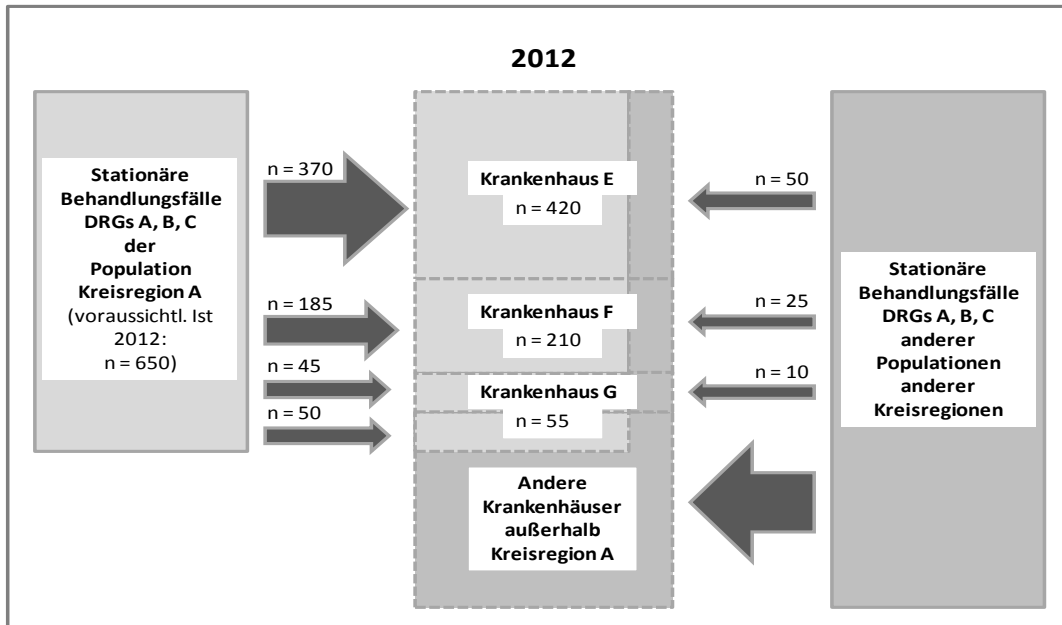 2012
Stationäre
Behandlungsfälle
DRGs A, B, C
der
Population
Kreisregion A
(voraussichtl. Ist
2012:
n = 650)
n = 370
n = 185
n = 45
n = 50
Krankenhaus E
n = 420
Krankenhaus F
n = 210
Krankenhaus G
n = 55
Andere
Krankenhäuser
außerhalb
Kreisregion A
n = 50
n = 25
n = 10
Stationäre
Behandlungsfälle
DRGs A, B, C
anderer
Populationen
anderer
Kreisregionen